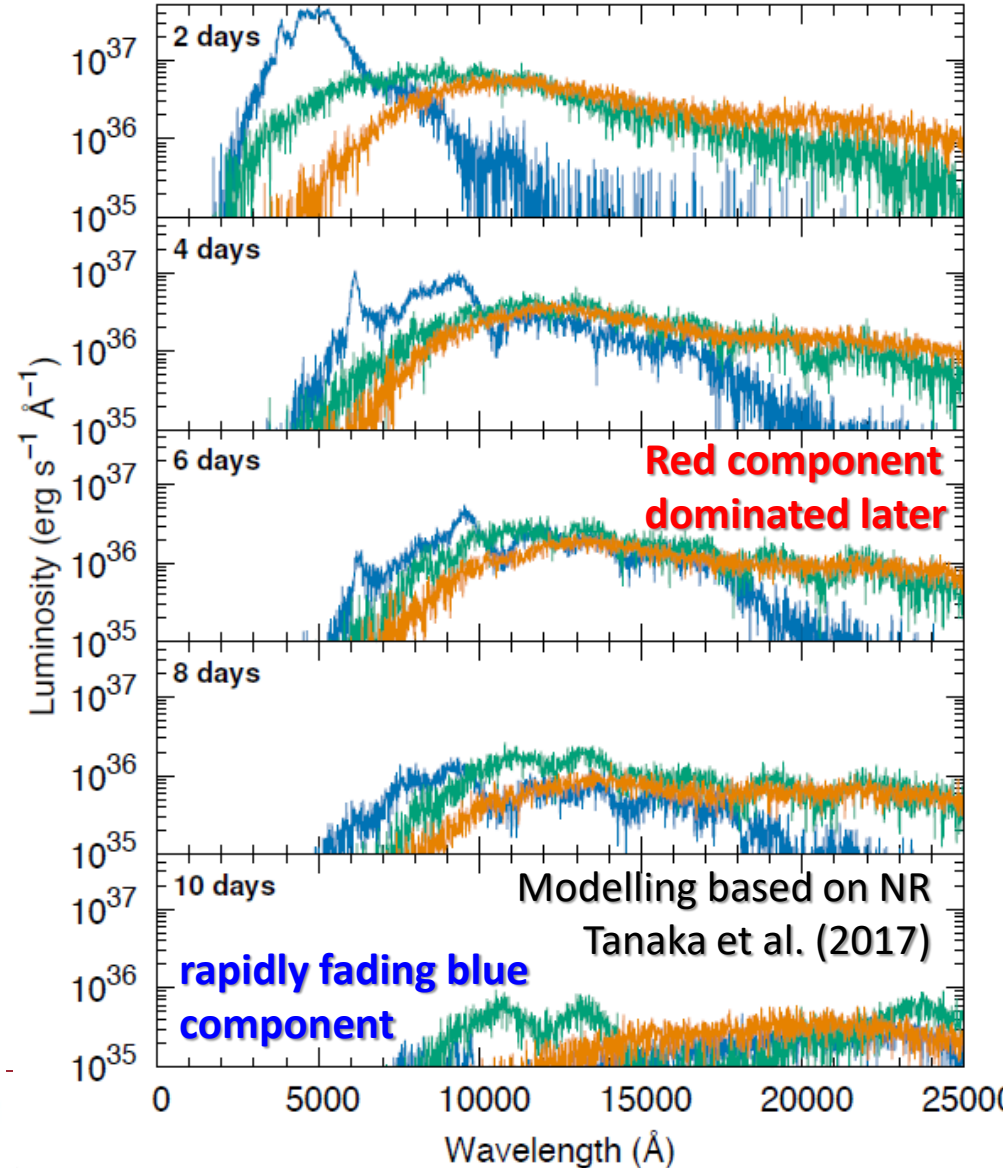 2 days
10^37
10^36
10^35
4 days
10^37
10^36
10^35
6 days
Red component
dominated later
10^37
10^36
10^35
8 days
10^37
10^36
10^35
10 days
Modelling based on NR
Tanaka et al. (2017)
10^37
rapidly fading blue
component
10^36
10^35
Luminosity (erg s⁻¹ Å⁻¹)
0 5000 10000 15000 20000 25000
Wavelength (Å)